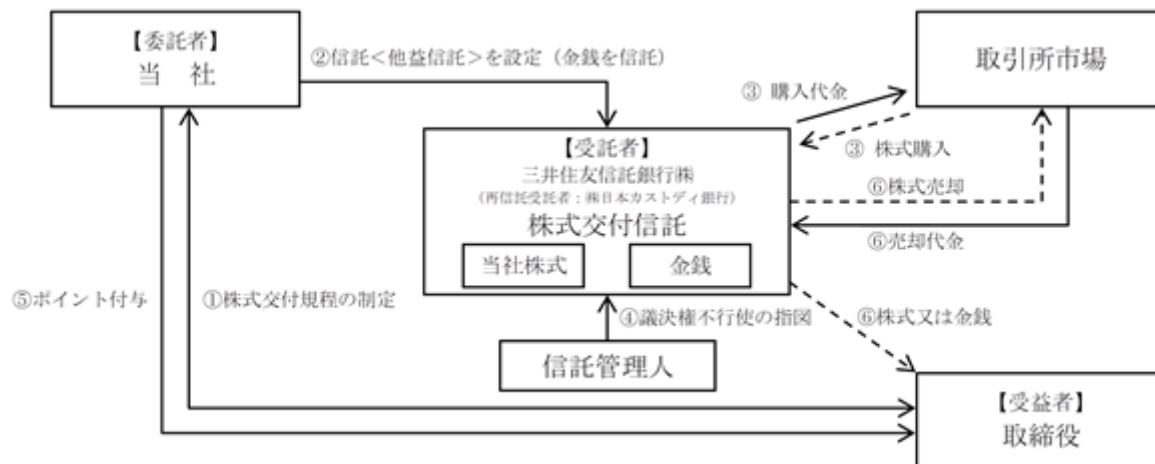 【委託者】
当 社
②信託＜他益信託＞を設定（金銭を信託）
取引所市場
③ 購入代金
③ 株式購入
【受託者】
三井住友信託銀行㈱
（再信託受託者：㈱日本カストディ銀行）
株式交付信託
当社株式
金銭
⑥株式売却
⑥売却代金
⑤ポイント付与
①株式交付規程の制定
④議決権不行使の指図
⑥株式又は金銭
信託管理人
【受益者】
取締役